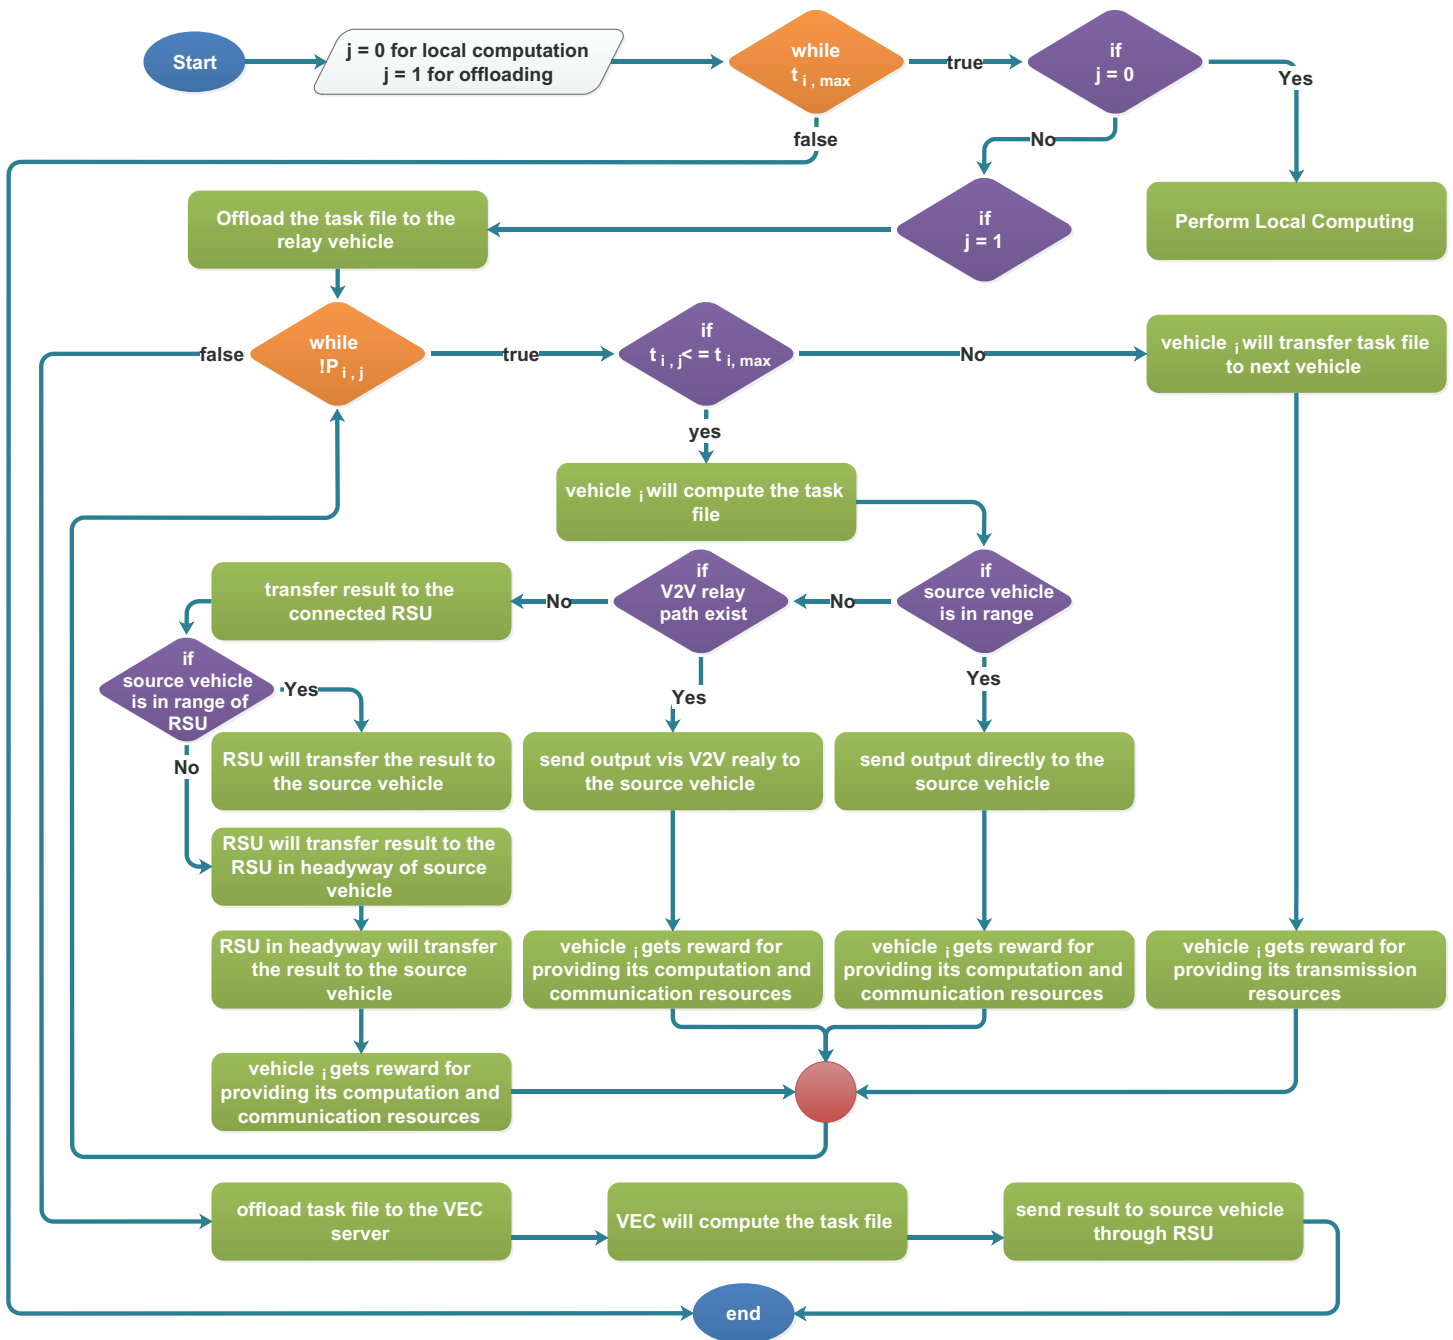 Start
j = 0 for local computation
j = 1 for offloading
while
t i , max
true
if
j = 0
Yes
false
No
Perform Local Computing
Offload the task file to the
relay vehicle
if
j = 1
while
!P i , j
false
true
if
t i , j < = t i, max
No
vehicle i will transfer task file
to next vehicle
yes
vehicle i will compute the task
file
transfer result to the
connected RSU
No
if
V2V relay
path exist
No
if
source vehicle
is in range
if
source vehicle
is in range of
RSU
Yes
Yes
Yes
No
RSU will transfer the result to
the source vehicle
send output vis V2V realy to
the source vehicle
send output directly to the
source vehicle
RSU will transfer result to the
RSU in headyway of source
vehicle
RSU in headyway will transfer
the result to the source
vehicle
vehicle i gets reward for
providing its computation and
communication resources
vehicle i gets reward for
providing its computation and
communication resources
vehicle i gets reward for
providing its transmission
resources
vehicle i gets reward for
providing its computation and
communication resources
offload task file to the VEC
server
VEC will compute the task file
send result to source vehicle
through RSU
end